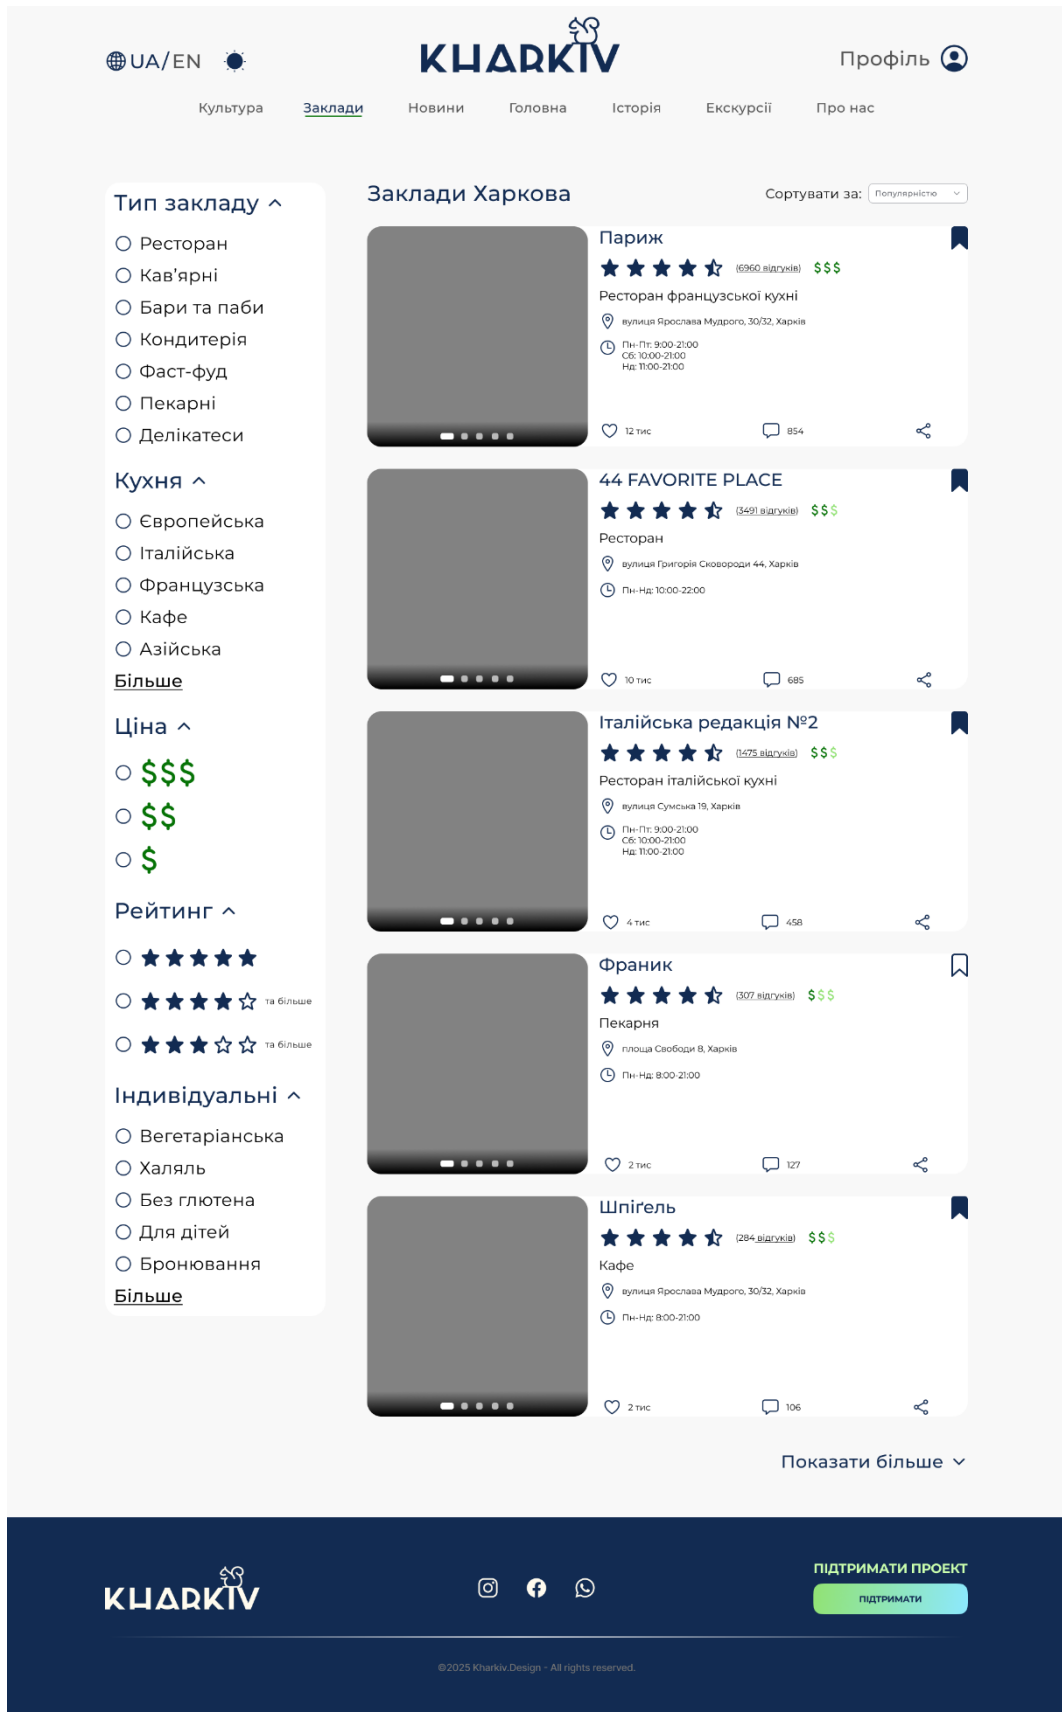 UA/EN
KHARKIV
Профіль
Культура
Заклади
Новини
Головна
Історія
Екскурсії
Про нас
Тип закладу
Ресторан
Кав’ярні
Бари та паби
Кондитерія
Фаст-фуд
Пекарні
Делікатеси
Кухня
Європейська
Італійська
Французська
Кафе
Азійська
Більше
Ціна
$$$
$$
$
Рейтинг
та більше
та більше
Індивідуальні
Вегетаріанська
Халяль
Без глютена
Для дітей
Бронювання
Більше
Заклади Харкова
Сортувати за:
Популярністю
Париж
(6960 відгуків) $$$
Ресторан французської кухні
вулиця Ярослава Мудрого, 30/32, Харків
Пн-Пт: 9:00-21:00
Сб: 10:00-21:00
Нд: 11:00-21:00
12 тис
854
44 FAVORITE PLACE
(3491 відгуків) $$$
Ресторан
вулиця Григорія Сковороди 44, Харків
Пн-Нд: 10:00-22:00
10 тис
685
Італійська редакція №2
(1475 відгуків) $$$
Ресторан італійської кухні
вулиця Сумська 19, Харків
Пн-Пт: 9:00-21:00
Сб: 10:00-21:00
Нд: 11:00-21:00
4 тис
458
Франик
(307 відгуків) $$$
Пекарня
площа Свободи 8, Харків
Пн-Нд: 8:00-21:00
2 тис
127
Шпіґель
(284 відгуків) $$$
Кафе
вулиця Ярослава Мудрого, 30/32, Харків
Пн-Нд: 8:00-21:00
2 тис
106
Показати більше
KHARKIV
ПІДТРИМАТИ ПРОЕКТ
ПІДТРИМАТИ
©2025 Kharkiv.Design - All rights reserved.